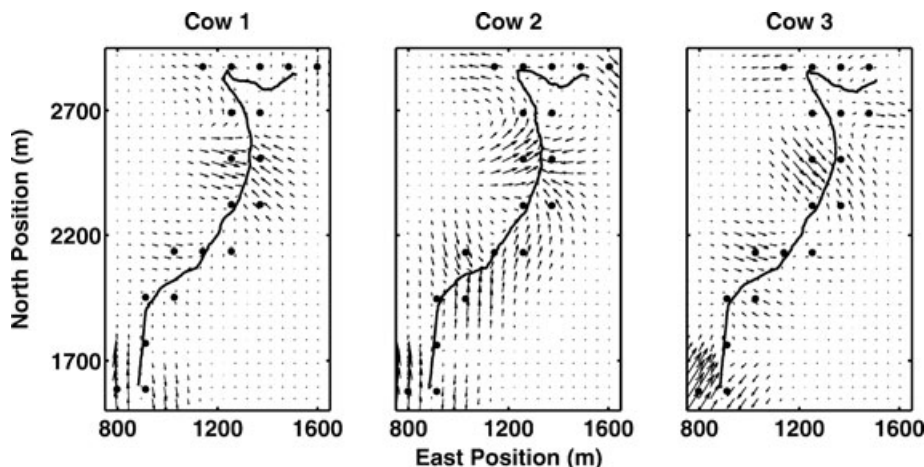 Cow 1 Cow 2 Cow 3
North Position (m)
2700
2200
1700
800 1200 1600 800 1200 1600 800 1200 1600
East Position (m)